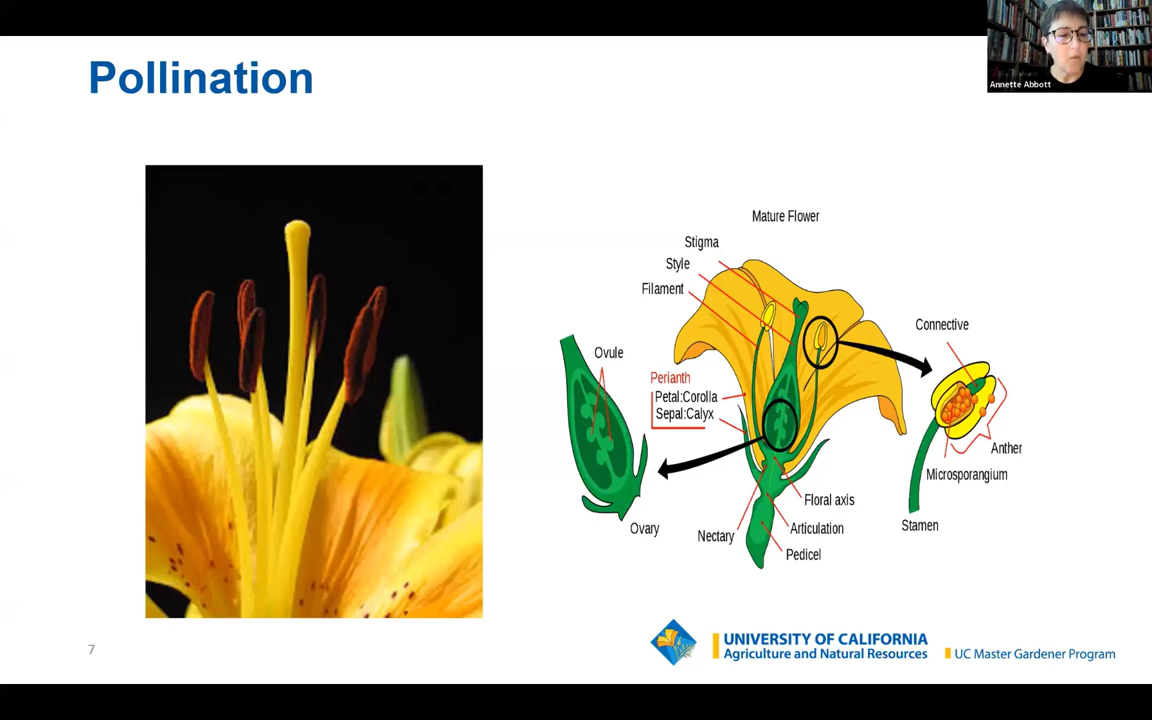 Annette Abbott
Pollination
Mature Flower
Stigma
Style
Filament
Connective
Ovule
Perianth
Petal:Corolla
Sepal:Calyx
Anther
Microsporangium
Floral axis
Stamen
Ovary
Articulation
Nectary
Pedicel
7
UNIVERSITY OF CALIFORNIA
Agriculture and Natural Resources
UC Master Gardener Program